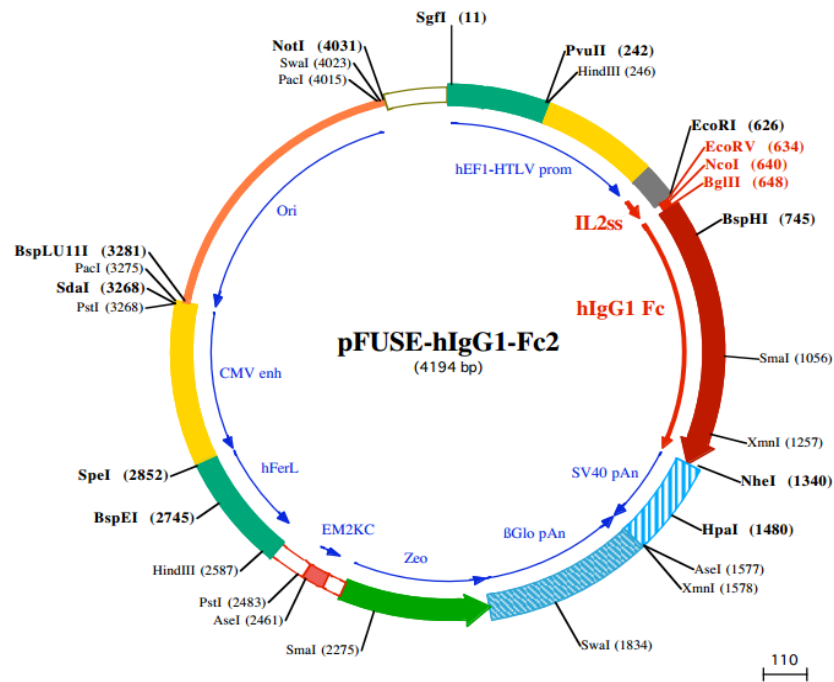 SgfI (11)
NotI (4031)
SwaI (4023)
PacI (4015)
PvuII (242)
HindIII (246)
EcoRI (626)
EcoRV (634)
NcoI (640)
BglII (648)
BspHI (745)
hEF1-HTLV prom
IL2ss
Ori
hIgG1 Fc
BspLU11I (3281)
PacI (3275)
SdaI (3268)
PstI (3268)
pFUSE-hIgG1-Fc2
(4194 bp)
SmaI (1056)
CMV enh
XmnI (1257)
hFerL
SV40 pAn
SpeI (2852)
NheI (1340)
BspEI (2745)
HpaI (1480)
EM2KC
ßGlo pAn
Zeo
HindIII (2587)
AseI (1577)
XmnI (1578)
PstI (2483)
AseI (2461)
SmaI (2275)
SwaI (1834)
110